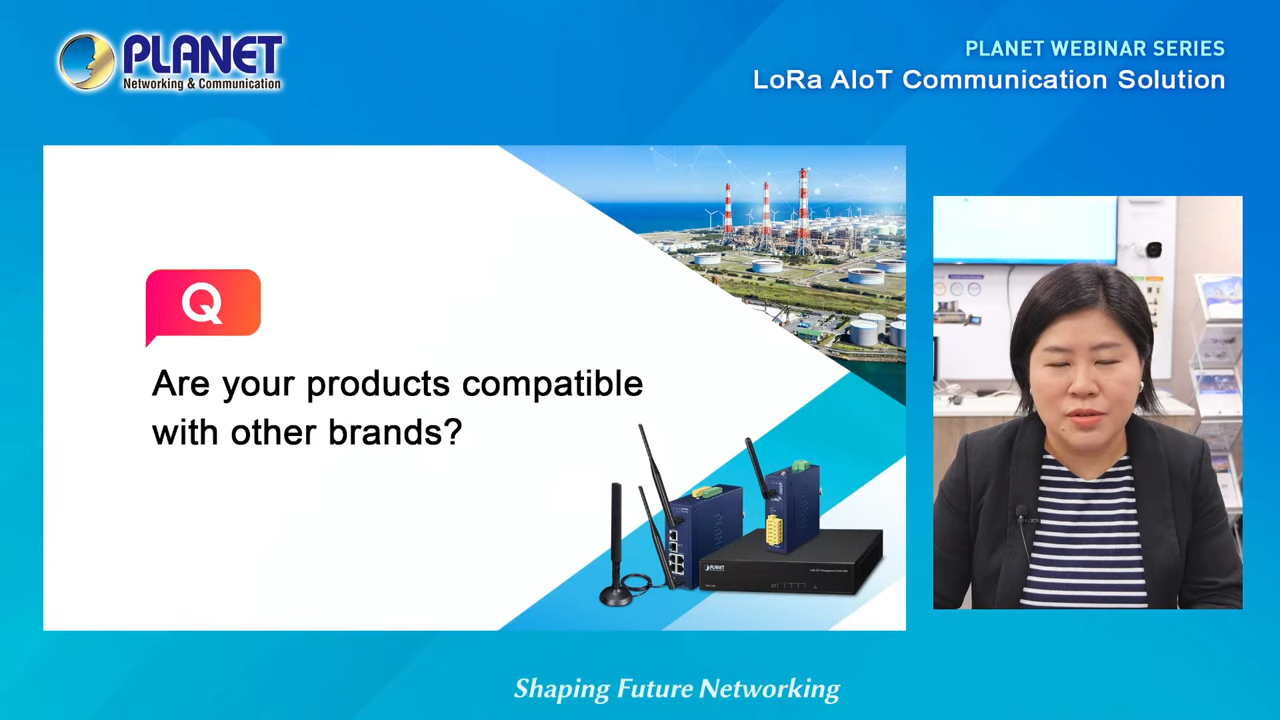 PLANET
Networking & Communication
PLANET WEBINAR SERIES
LoRa AIoT Communication Solution
Q
Are your products compatible
with other brands?
PLANET
Shaping Future Networking